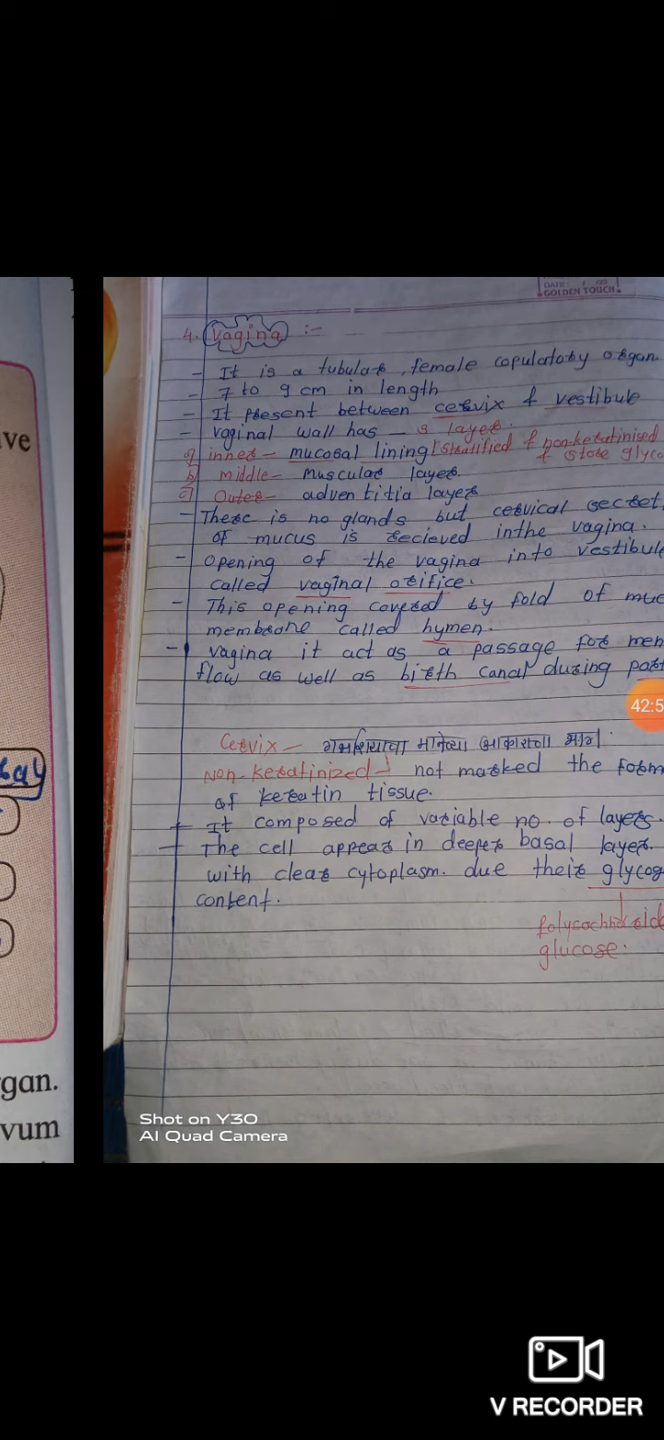 ive
gan.
vum
DATE
GOLDEN TOUCH
4. Vagina :-
- It is a tubular, female copulatory organ
- 7 to 9 cm in length
- It present between cervix & vestibule
- vaginal wall has - 3 layer.
a) inner - mucosal lining (stratified & non-keratinised
& store glyco
b) middle - muscular layer.
c) Outer - adventitia layer
- There is no glands but cervical secret
of mucus is recieved in the vagina.
- Opening of the vagina into vestibul
called vaginal orifice.
- This opening covered by fold of muc
membrane called hymen.
- vagina it act as a passage for men
flow as well as birth canal during part
42:5
Cervix - गर्भाशयाचा मानेच्या आकाराचा भाग.
Non-keratinized not marked the form
of keratin tissue.
It composed of variable no. of layers.
The cell appear in deeper basal layer
with clear cytoplasm. due their glycog
content.
glucose.
Shot on Y30
AI Quad Camera
V RECORDER